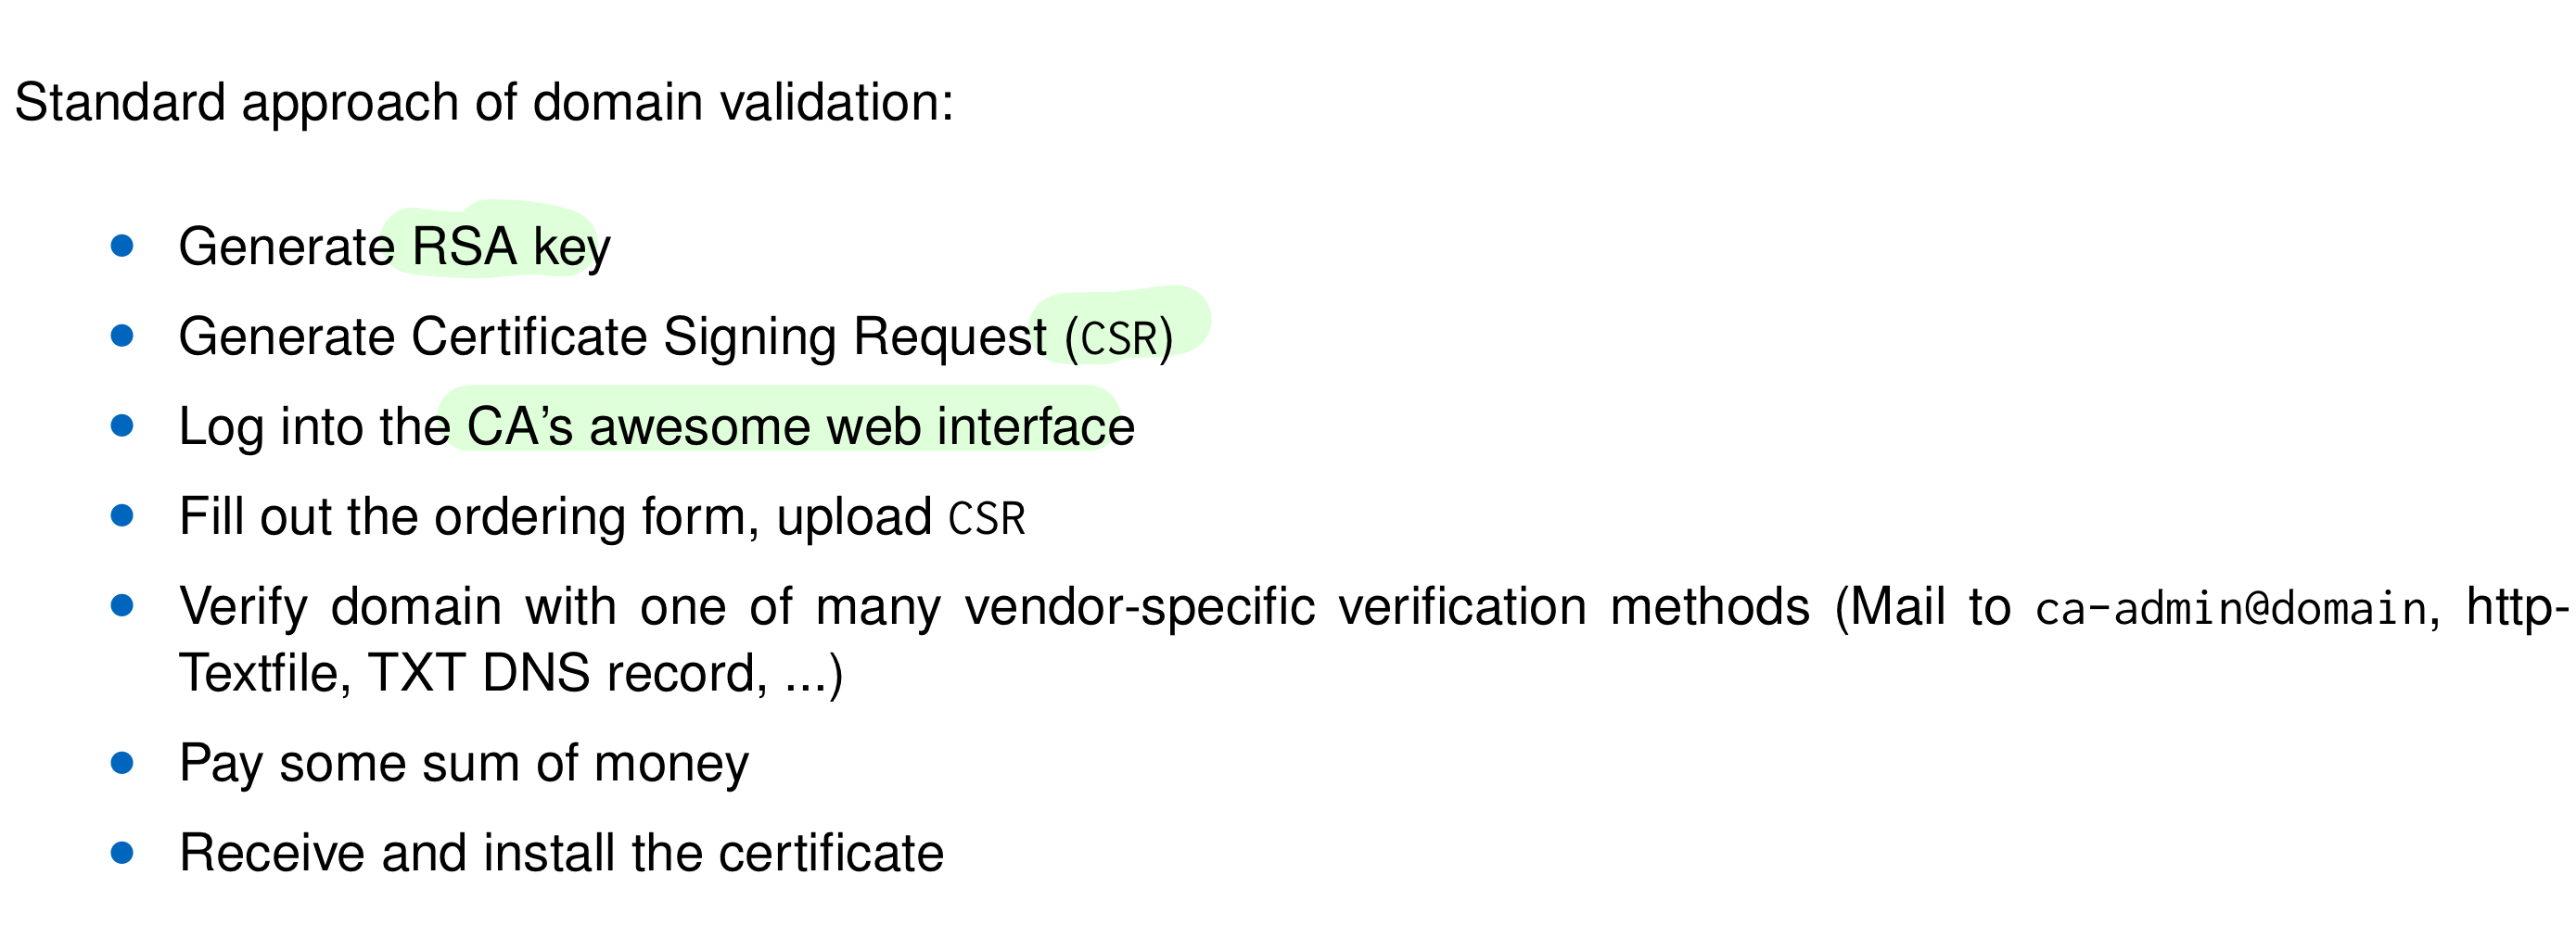 Standard approach of domain validation:
• Generate RSA key
• Generate Certificate Signing Request (CSR)
• Log into the CA’s awesome web interface
• Fill out the ordering form, upload CSR
• Verify domain with one of many vendor-specific verification methods (Mail to ca-admin@domain, http-
Textfile, TXT DNS record, ...)
• Pay some sum of money
• Receive and install the certificate